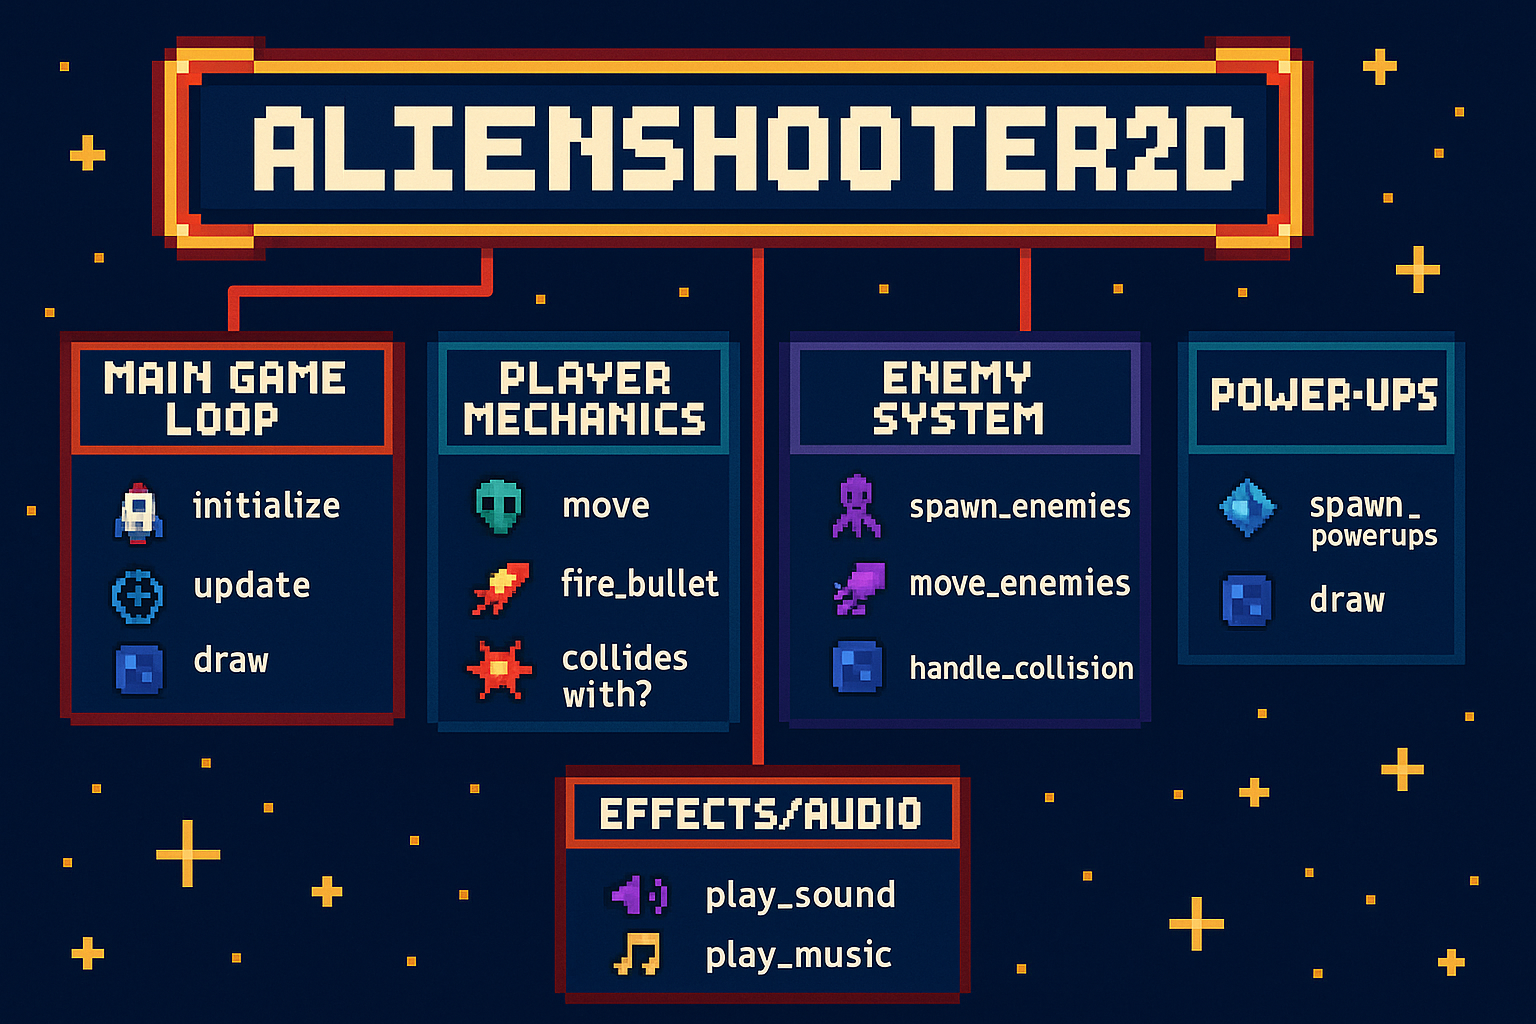 ALIENSHOOTER2D
MAIN GAME
LOOP
initialize
update
draw
PLAYER
MECHANICS
move
fire_bullet
collides
with?
ENEMY
SYSTEM
spawn_enemies
move_enemies
handle_collision
POWER-UPS
spawn_
powerups
draw
EFFECTS/AUDIO
play_sound
play_music